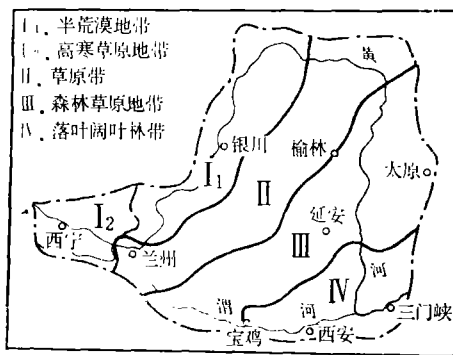 Ⅰ₁. 半荒漠地带
Ⅰ₂. 高寒草原地带
Ⅱ 草原带
Ⅲ 森林草原地带
Ⅳ 落叶阔叶林带
黄
银川
榆林
太原
Ⅰ₁
Ⅱ
延安
Ⅰ₂
西宁
兰州
Ⅲ
河
Ⅳ
渭
河
三门峡
宝鸡
西安